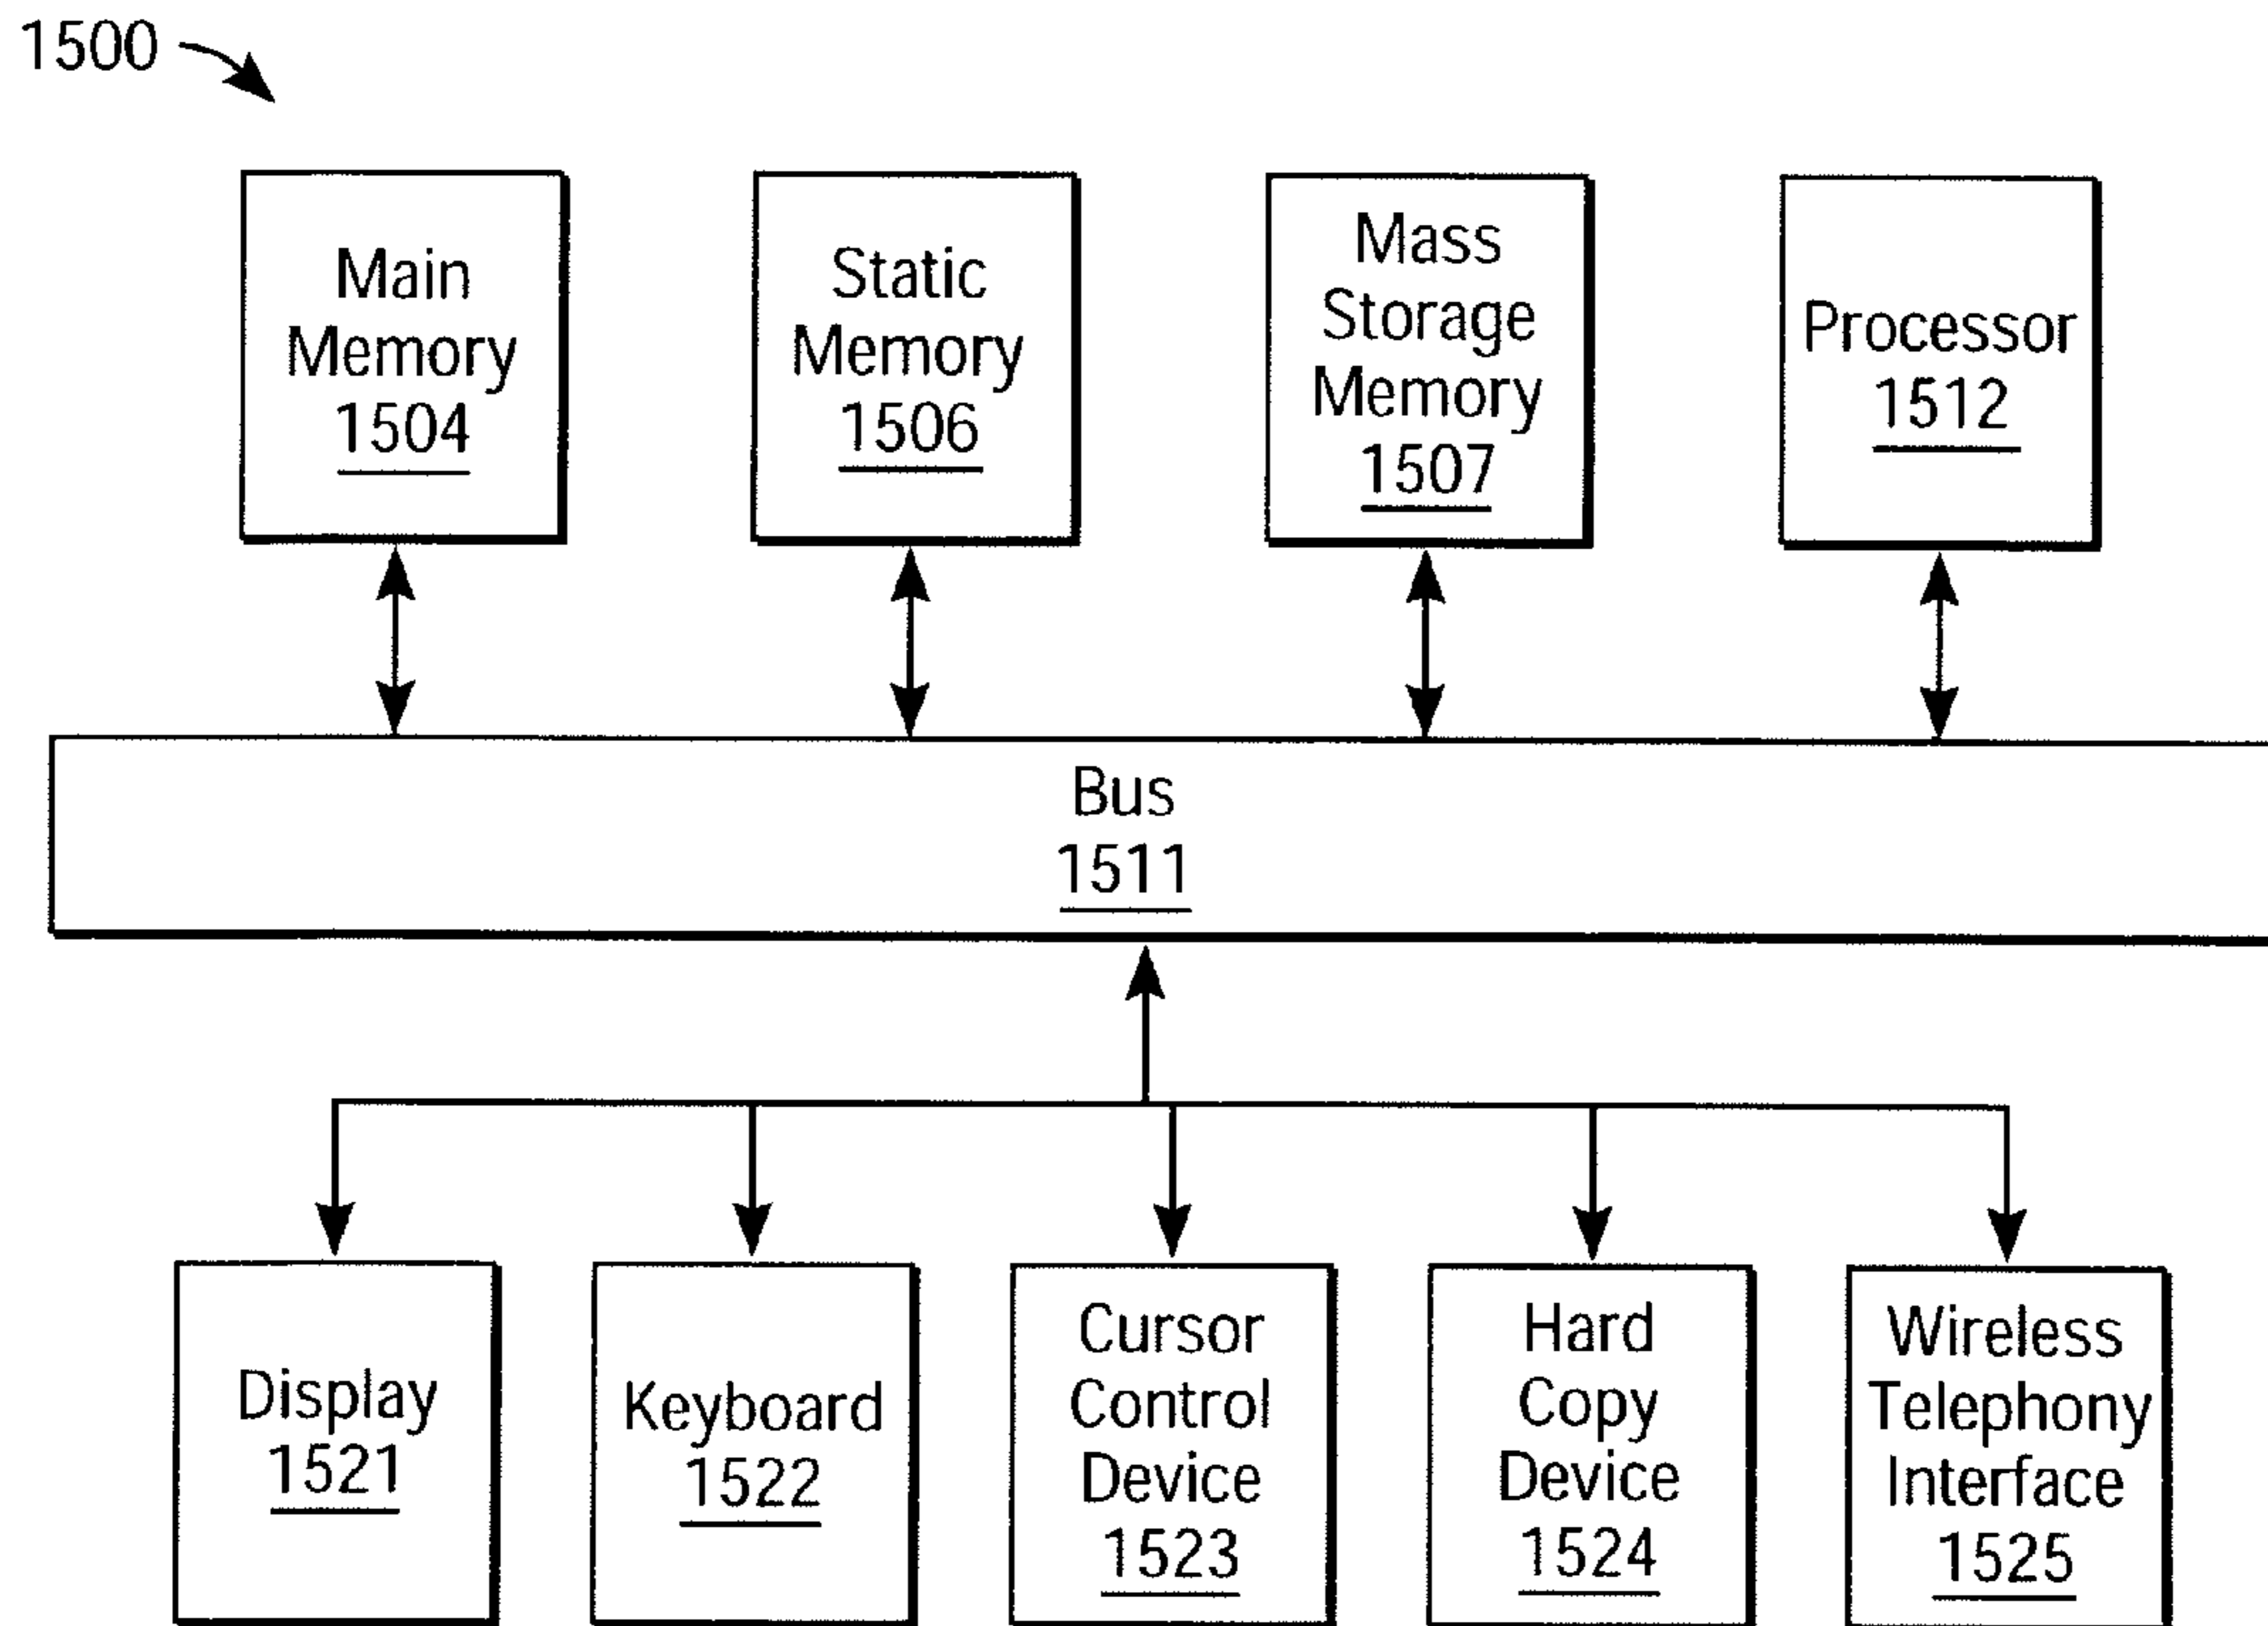 1500
Main
Memory
1504
Static
Memory
1506
Mass
Storage
Memory
1507
Processor
1512
Bus
1511
Display
1521
Keyboard
1522
Cursor
Control
Device
1523
Hard
Copy
Device
1524
Wireless
Telephony
Interface
1525